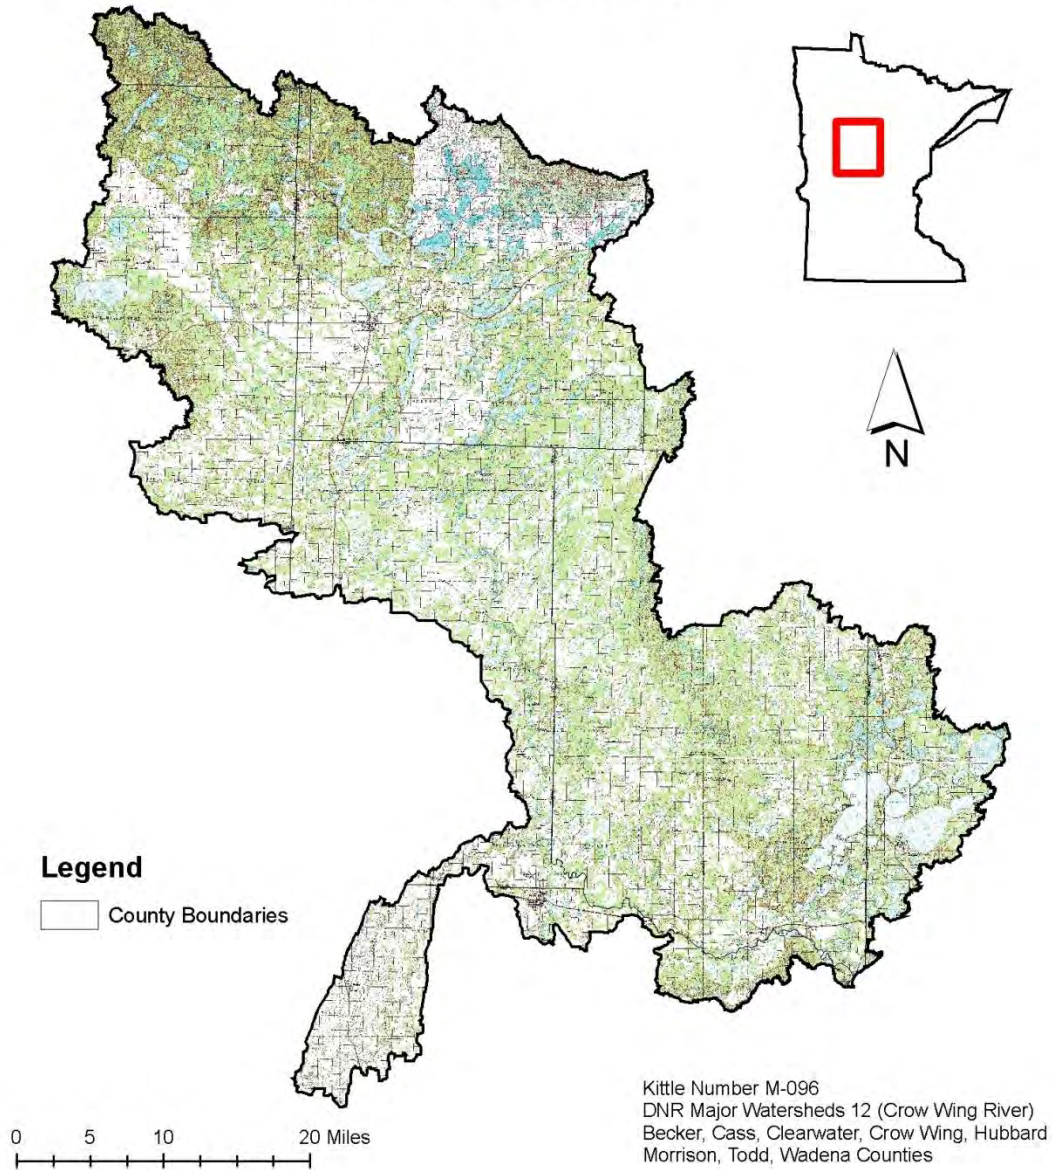 N
Legend
County Boundaries
0 5 10 20 Miles
Kittle Number M-096
DNR Major Watersheds 12 (Crow Wing River)
Becker, Cass, Clearwater, Crow Wing, Hubbard
Morrison, Todd, Wadena Counties